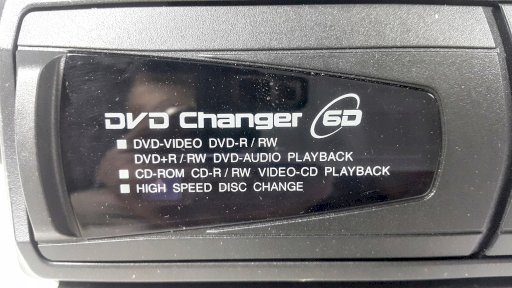 DVD Changer 6D
■ DVD-VIDEO DVD-R / RW
DVD+R / RW DVD-AUDIO PLAYBACK
■ CD-ROM CD-R / RW VIDEO-CD PLAYBACK
■ HIGH SPEED DISC CHANGE